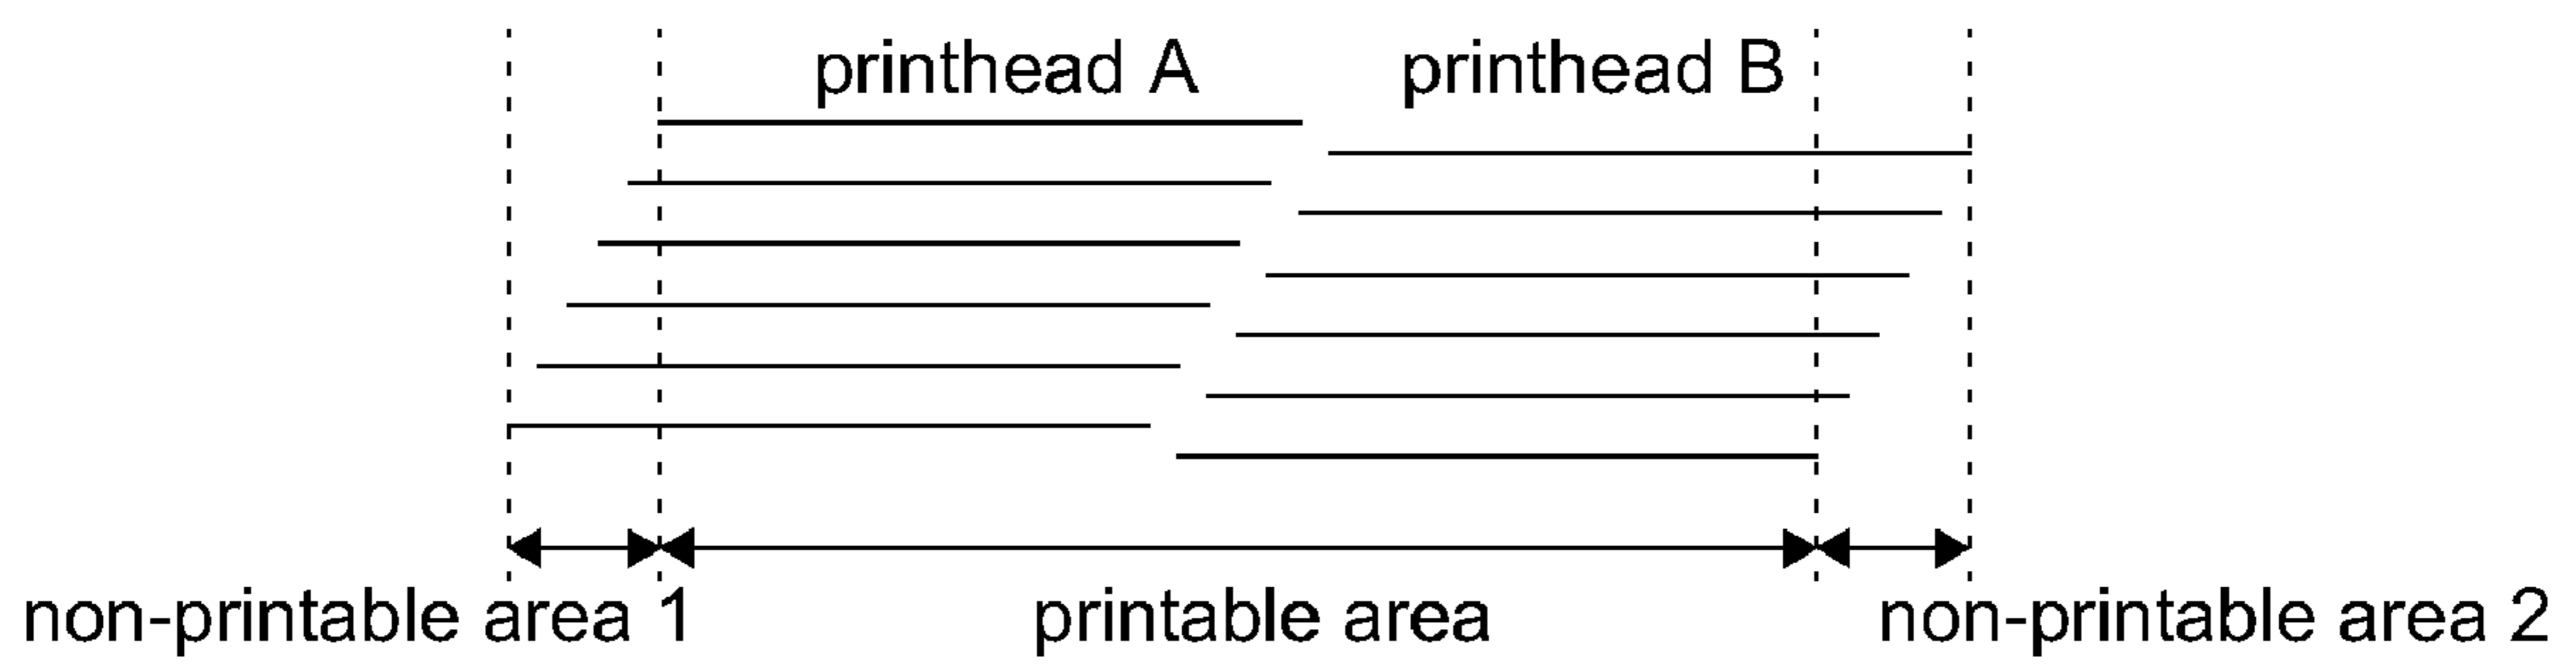 printhead A
printhead B
non-printable area 1
printable area
non-printable area 2